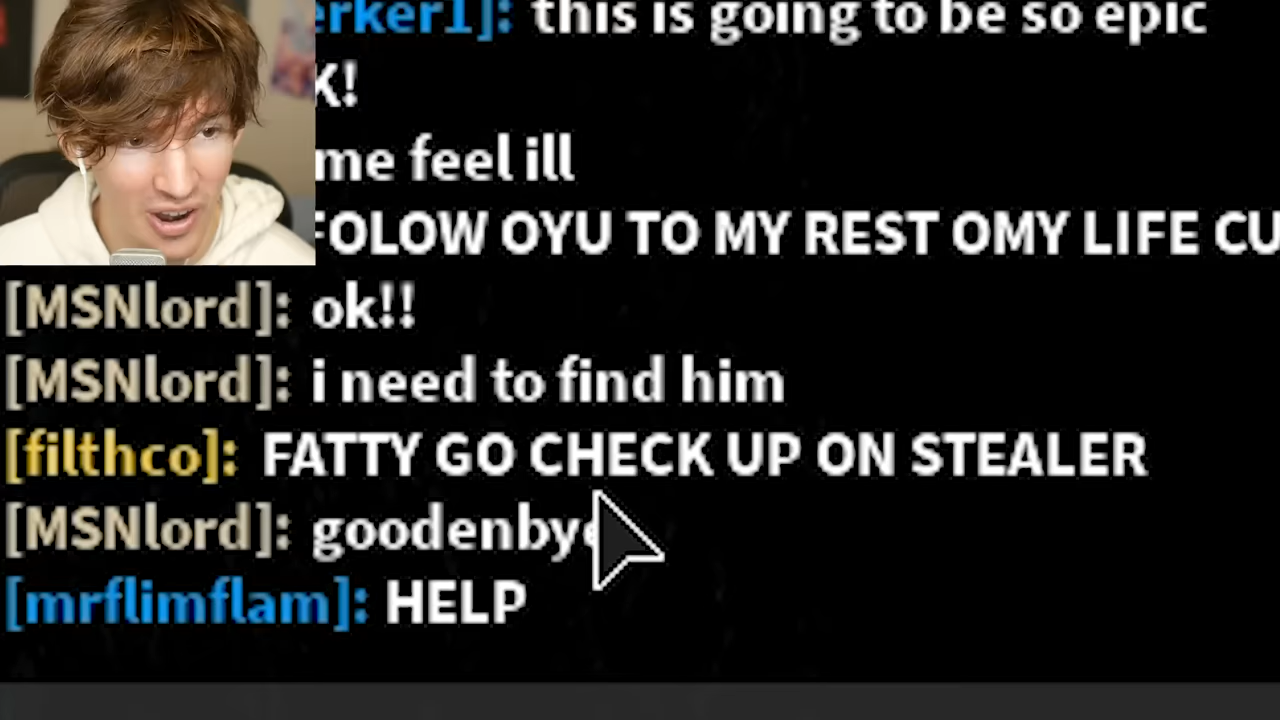 erker1]: this is going to be so epic
K!
me feel ill
FOLOW OYU TO MY REST OMY LIFE CU
[MSNlord]: ok!!
[MSNlord]: i need to find him
[filthco]: FATTY GO CHECK UP ON STEALER
[MSNlord]: goodenbye
[mrflimflam]: HELP